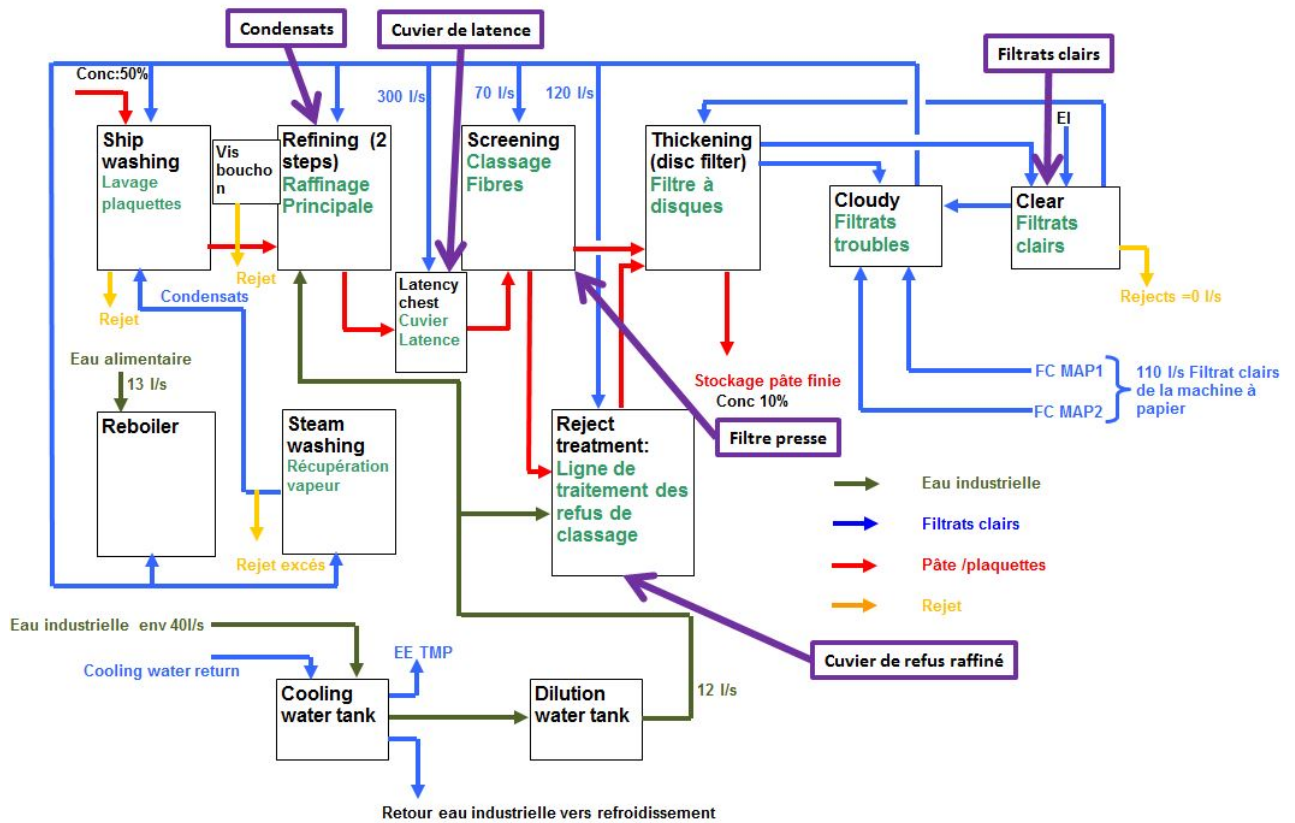 Condensats
Cuvier de latence
Filtrats clairs
Conc:50%
300 l/s
70 l/s
120 l/s
EI
Ship
washing
Lavage
plaquettes
Vis
boucho
n
Refining (2
steps)
Raffinage
Principale
Screening
Classage
Fibres
Thickening
(disc filter)
Filtre à
disques
Cloudy
Filtrats
troubles
Clear
Filtrats
clairs
Rejet
Rejet
Condensats
Latency
chest
Cuvier
Latence
Rejects =0 l/s
Eau alimentaire
13 l/s
Stockage pâte finie
Conc 10%
FC MAP1
FC MAP2
110 l/s Filtrat clairs
de la machine à
papier
Reboiler
Steam
washing
Récupération
vapeur
Reject
treatment:
Ligne de
traitement des
refus de
classage
Filtre presse
Eau industrielle
Filtrats clairs
Pâte /plaquettes
Rejet
Rejet excés
Eau industrielle env 40l/s
Cooling water return
EE TMP
12 l/s
Cuvier de refus raffiné
Cooling
water tank
Dilution
water tank
Retour eau industrielle vers refroidissement